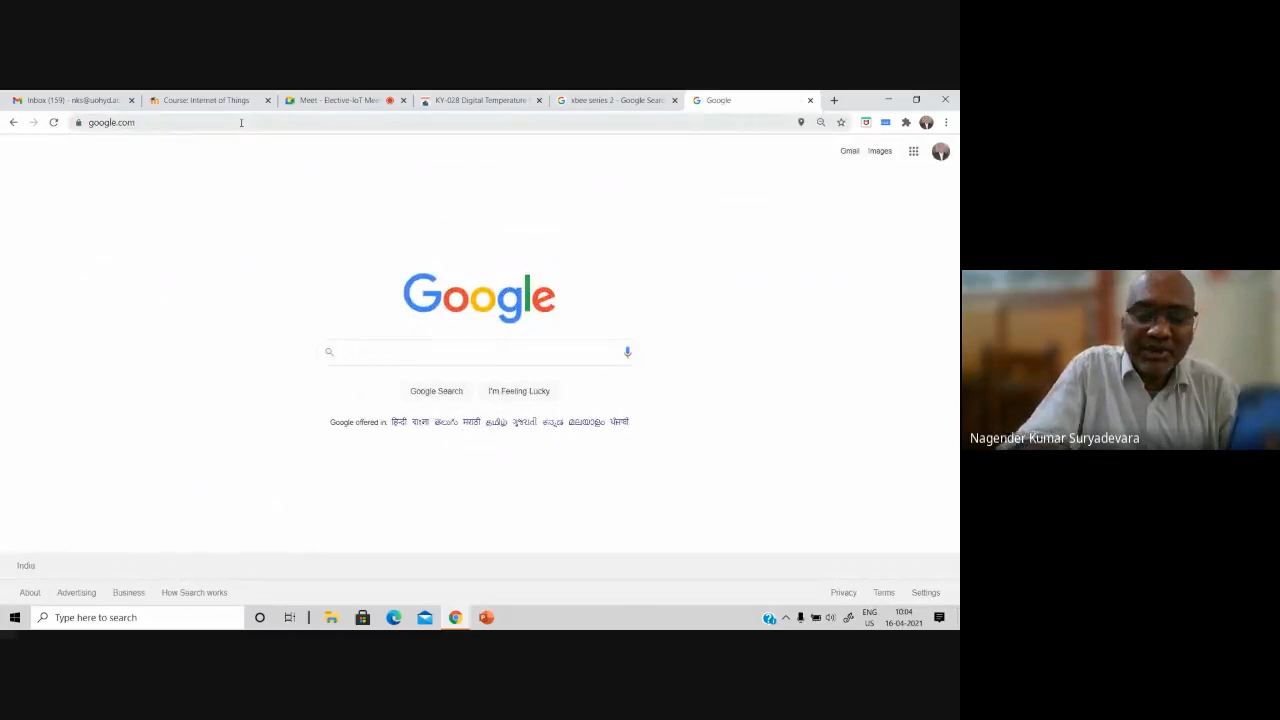 Inbox (159) - nks@uohyd.ac
Course: Internet of Things
Meet - Elective-IoT Mee
KY-028 Digital Temperature
xbee series 2 - Google Sear
Google
google.com
Gmail Images
Google
Google Search I'm Feeling Lucky
Google offered in: हिन्दी বাংলা తెలుగు मराठी தமிழ் ગુજરાતી ಕನ್ನಡ മലയാളം ਪੰਜਾਬੀ
Nagender Kumar Suryadevara
India
About Advertising Business How Search works
Privacy Terms Settings
Type here to search
ENG
US
10:04
16-04-2021